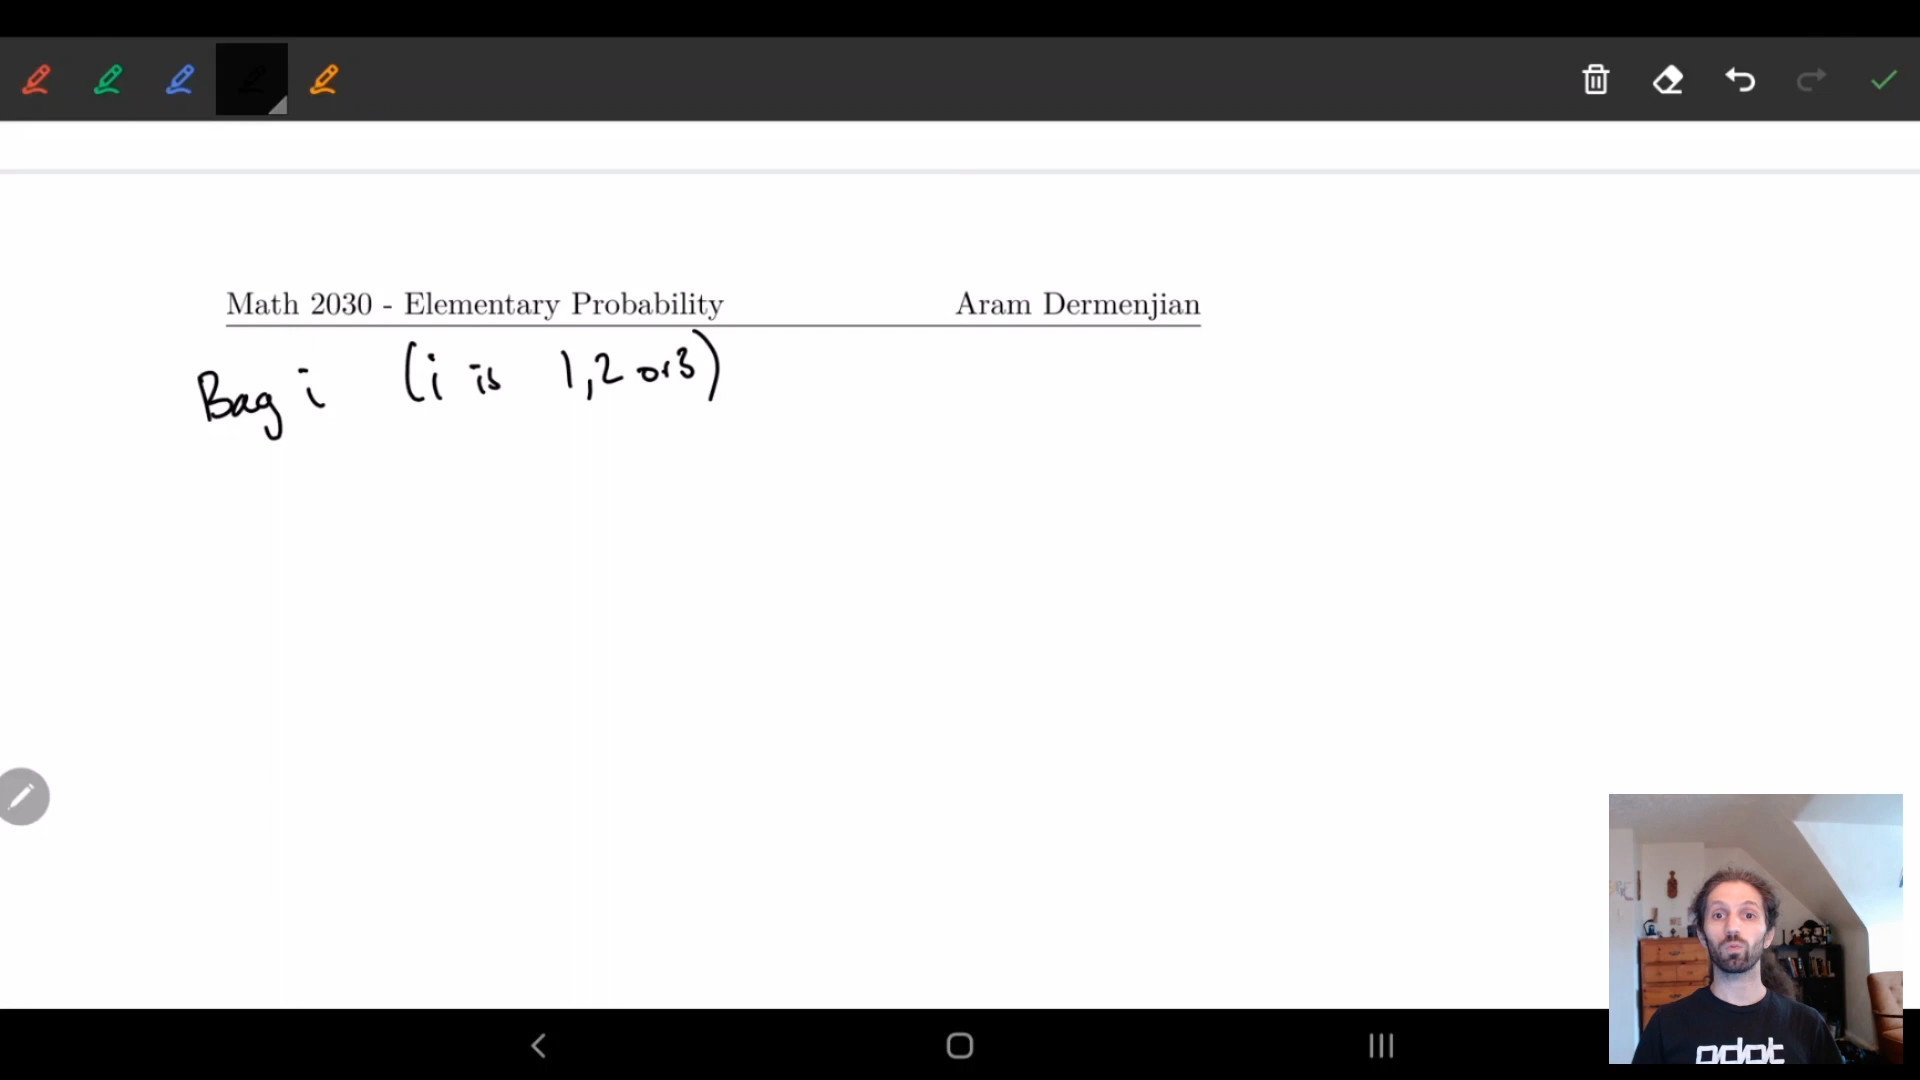 Math 2030 - Elementary Probability Aram Dermenjian
Bag i (i is 1,2 or 3)